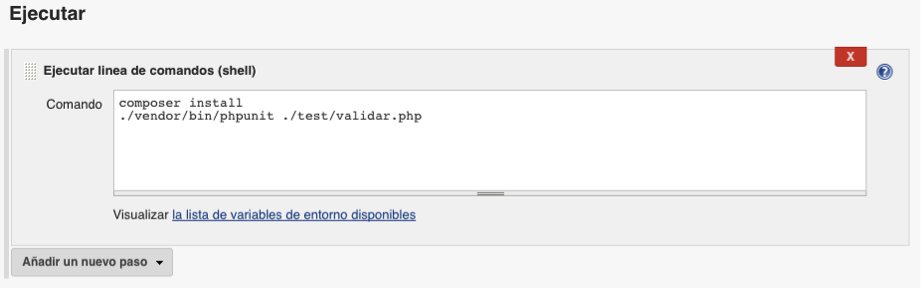 Ejecutar
X
Ejecutar linea de comandos (shell)
?
Comando
composer install
./vendor/bin/phpunit ./test/validar.php
Visualizar la lista de variables de entorno disponibles
Añadir un nuevo paso